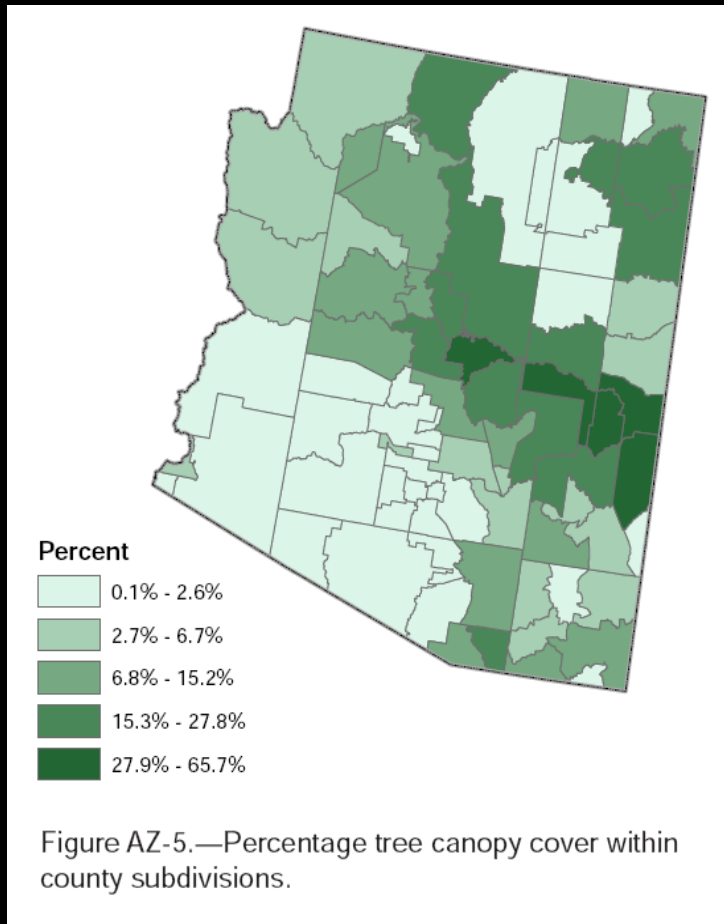 Percent
0.1% - 2.6%
2.7% - 6.7%
6.8% - 15.2%
15.3% - 27.8%
27.9% - 65.7%
Figure AZ-5.—Percentage tree canopy cover within
county subdivisions.